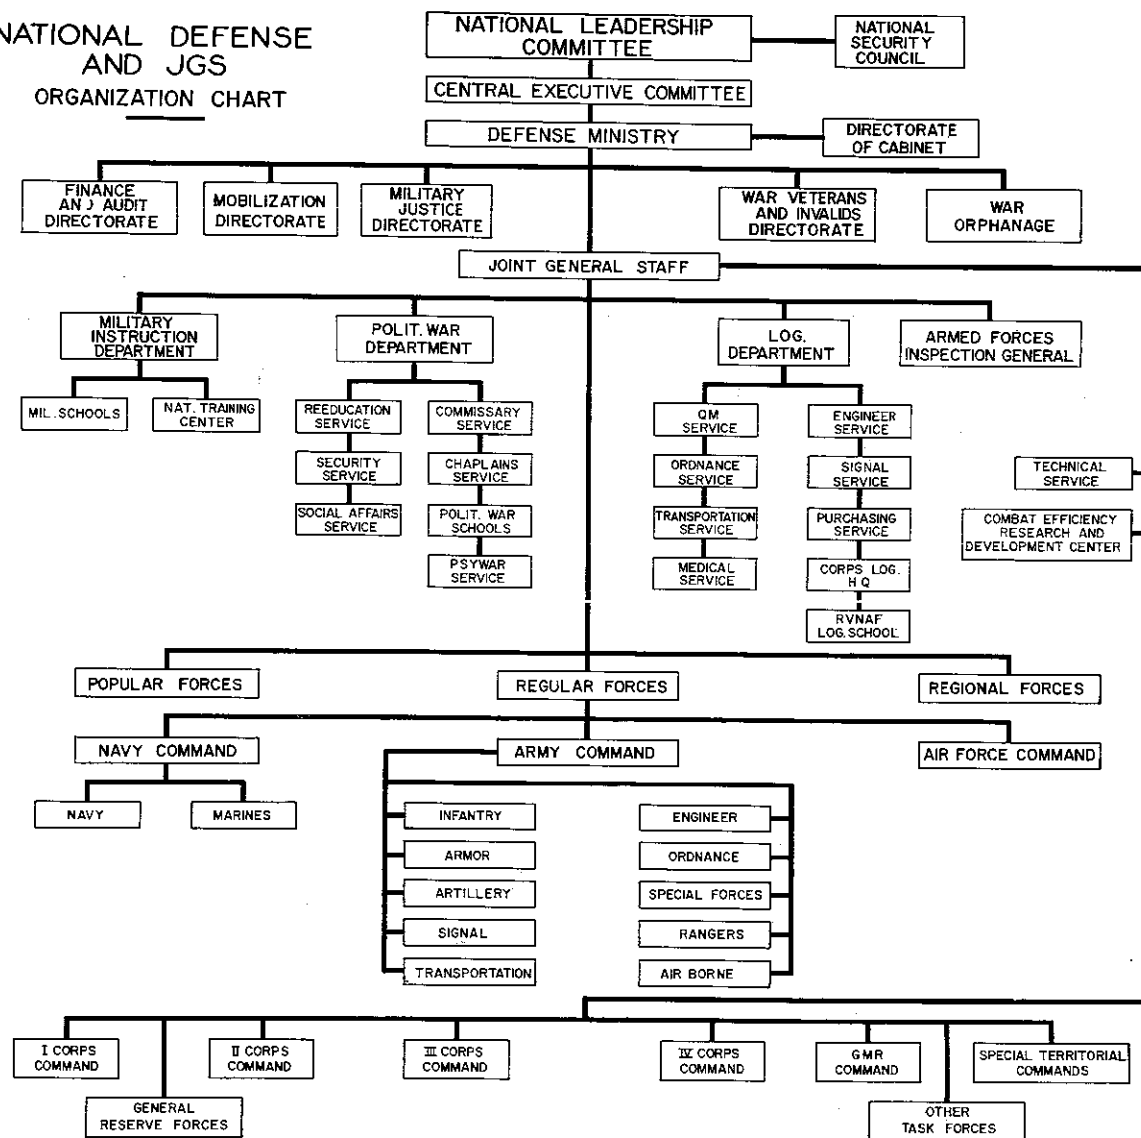 NATIONAL DEFENSE
AND JGS
ORGANIZATION CHART
NATIONAL LEADERSHIP
COMMITTEE
NATIONAL
SECURITY
COUNCIL
CENTRAL EXECUTIVE COMMITTEE
DEFENSE MINISTRY
DIRECTORATE
OF CABINET
FINANCE
AND AUDIT
DIRECTORATE
MOBILIZATION
DIRECTORATE
MILITARY
JUSTICE
DIRECTORATE
WAR VETERANS
AND INVALIDS
DIRECTORATE
WAR
ORPHANAGE
JOINT GENERAL STAFF
MILITARY
INSTRUCTION
DEPARTMENT
POLIT. WAR
DEPARTMENT
LOG.
DEPARTMENT
ARMED FORCES
INSPECTION GENERAL
MIL. SCHOOLS
NAT. TRAINING
CENTER
REEDUCATION
SERVICE
SECURITY
SERVICE
SOCIAL AFFAIRS
SERVICE
COMMISSARY
SERVICE
CHAPLAINS
SERVICE
POLIT. WAR
SCHOOLS
PSYWAR
SERVICE
QM
SERVICE
ORDNANCE
SERVICE
TRANSPORTATION
SERVICE
MEDICAL
SERVICE
ENGINEER
SERVICE
SIGNAL
SERVICE
PURCHASING
SERVICE
CORPS LOG.
HQ
RVNAF
LOG. SCHOOL
TECHNICAL
SERVICE
COMBAT EFFICIENCY
RESEARCH AND
DEVELOPMENT CENTER
POPULAR FORCES
REGULAR FORCES
REGIONAL FORCES
NAVY COMMAND
ARMY COMMAND
AIR FORCE COMMAND
NAVY
MARINES
INFANTRY
ARMOR
ARTILLERY
SIGNAL
TRANSPORTATION
ENGINEER
ORDNANCE
SPECIAL FORCES
RANGERS
AIR BORNE
I CORPS
COMMAND
GENERAL
RESERVE FORCES
II CORPS
COMMAND
III CORPS
COMMAND
IV CORPS
COMMAND
GMR
COMMAND
OTHER
TASK FORCES
SPECIAL TERRITORIAL
COMMANDS